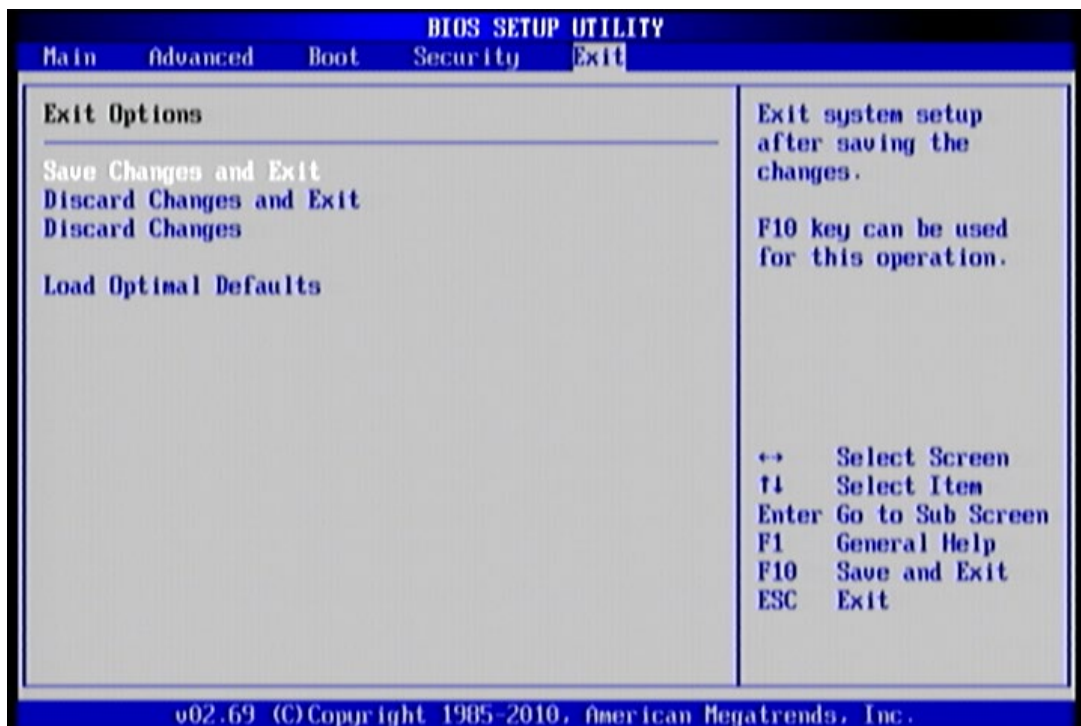 BIOS SETUP UTILITY
Main Advanced Boot Security Exit
Exit Options
Save Changes and Exit
Discard Changes and Exit
Discard Changes
Load Optimal Defaults
Exit system setup
after saving the
changes.
F10 key can be used
for this operation.
↔ Select Screen
↑↓ Select Item
Enter Go to Sub Screen
F1 General Help
F10 Save and Exit
ESC Exit
v02.69 (C)Copyright 1985-2010, American Megatrends, Inc.